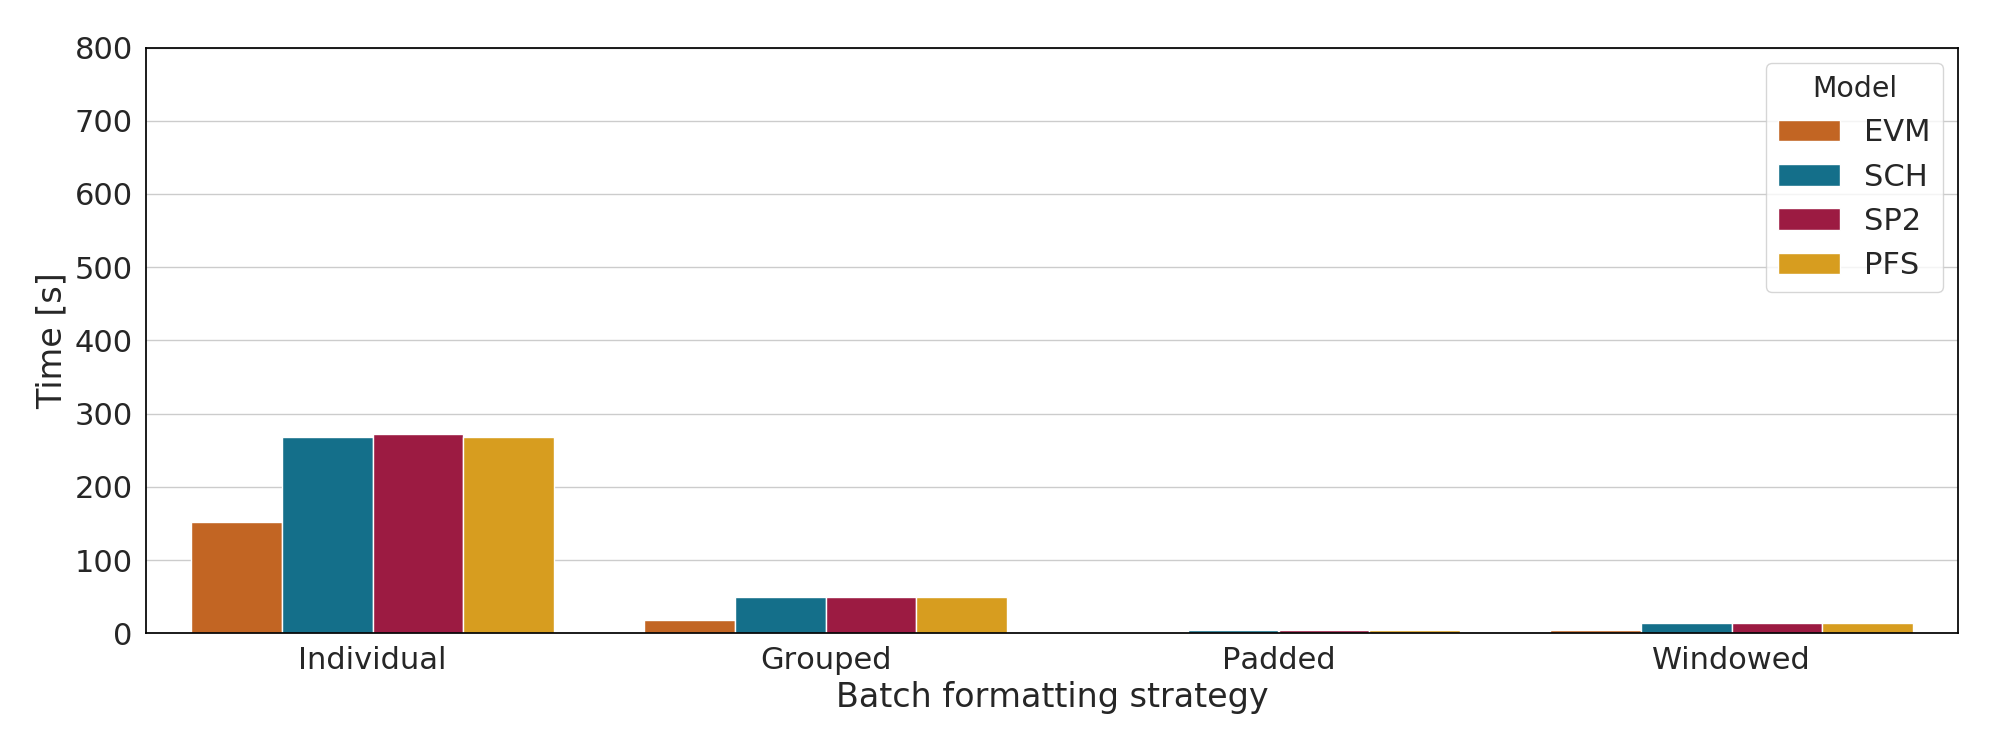 800
700
600
500
400
300
200
100
0
Time [s]
Model
EVM
SCH
SP2
PFS
Individual Grouped Padded Windowed
Batch formatting strategy